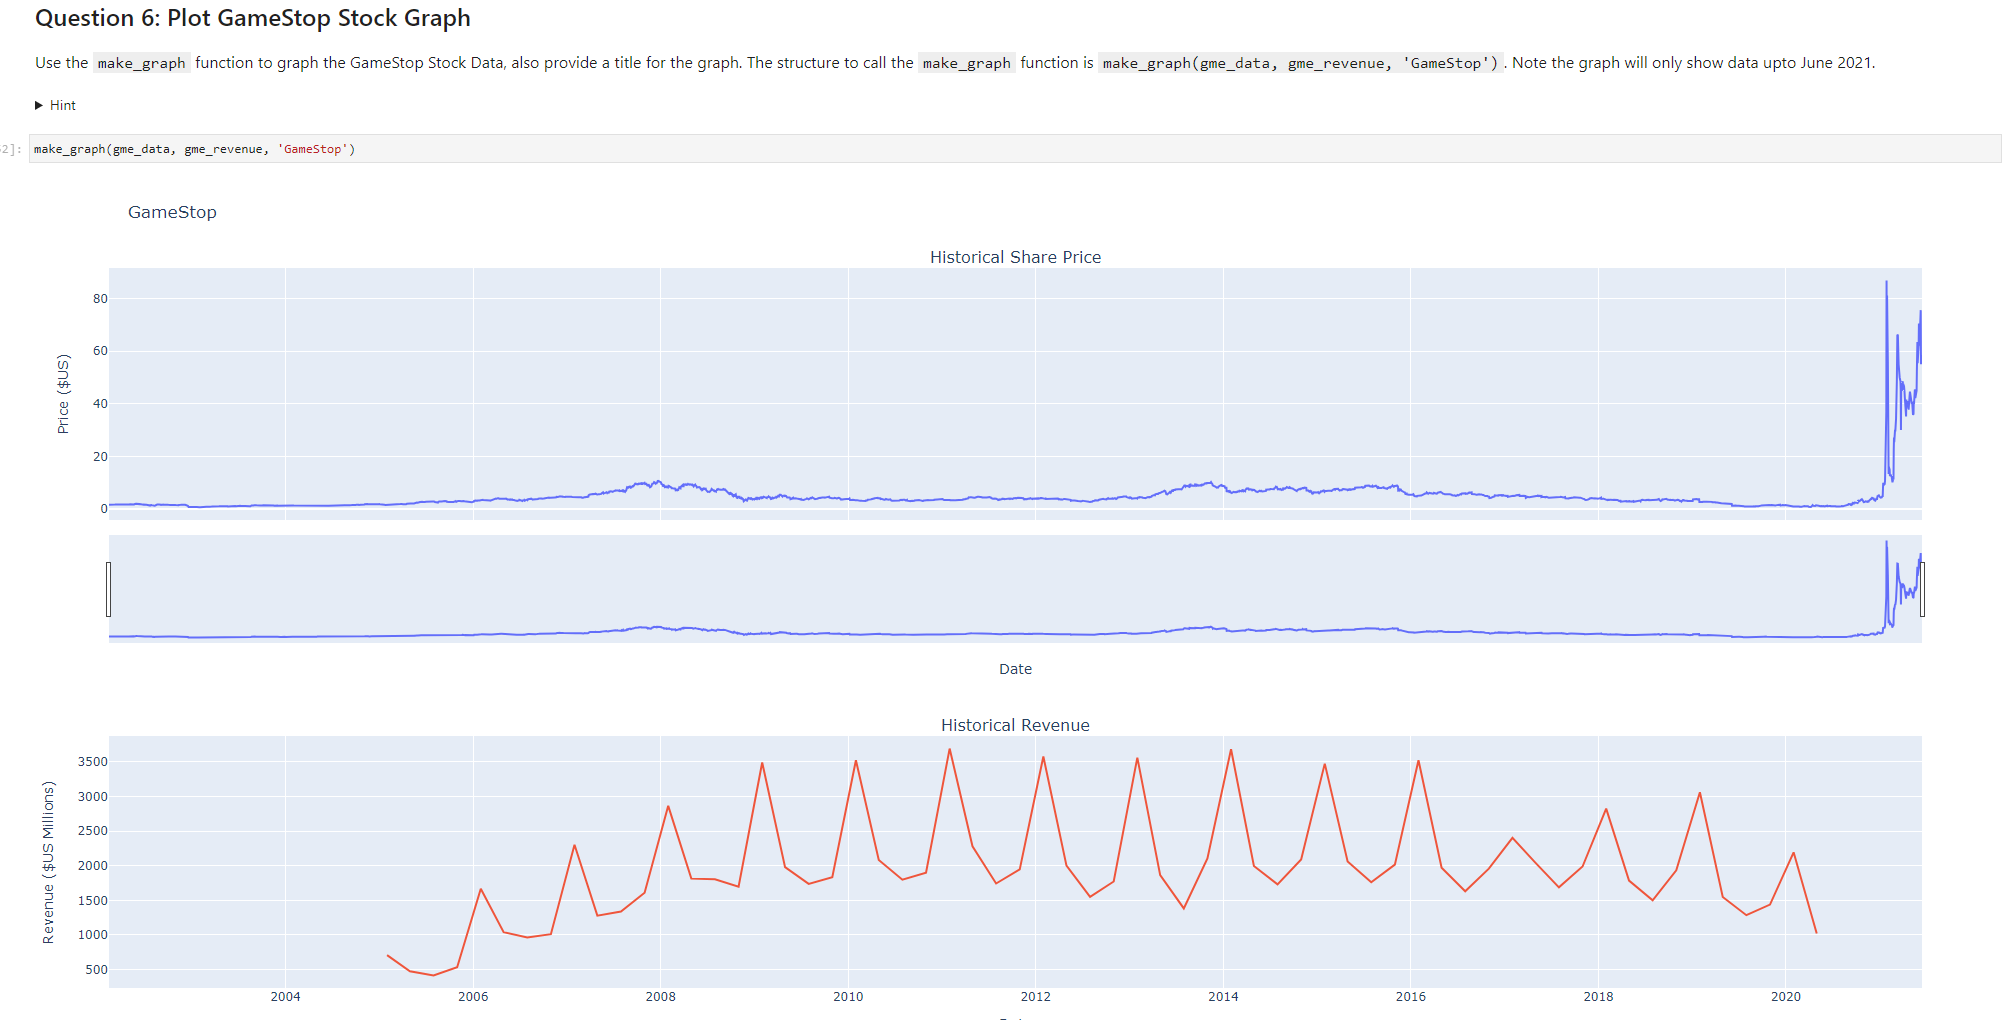 Question 6: Plot GameStop Stock Graph
Use the make_graph function to graph the GameStop Stock Data, also provide a title for the graph. The structure to call the make_graph function is make_graph(gme_data, gme_revenue, 'GameStop'). Note the graph will only show data upto June 2021.
Hint
2]: make_graph(gme_data, gme_revenue, 'GameStop')
GameStop
Historical Share Price
80
60
40
20
0
Price ($US)
Date
Historical Revenue
3500
3000
2500
2000
1500
1000
500
Revenue ($US Millions)
2004 2006 2008 2010 2012 2014 2016 2018 2020